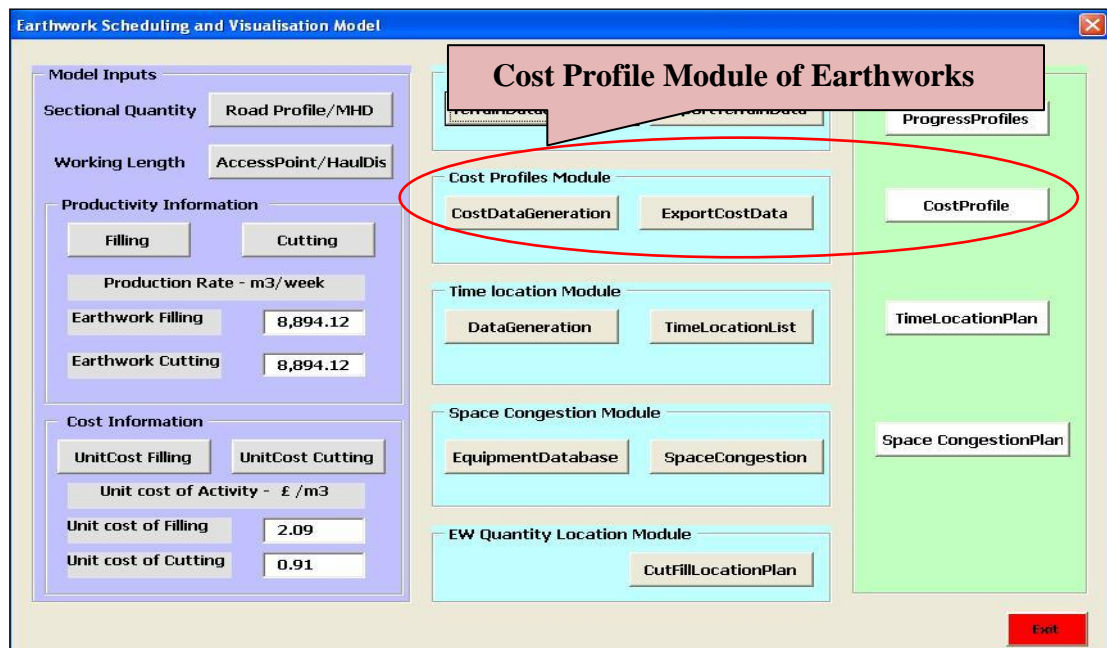 Earthwork Scheduling and Visualisation Model
Cost Profile Module of Earthworks
Model Inputs
Sectional Quantity
Road Profile/MHD
Working Length
AccessPoint/HaulDis
Productivity Information
Filling
Cutting
Production Rate - m3/week
Earthwork Filling
8,894.12
Earthwork Cutting
8,894.12
Cost Information
UnitCost Filling
UnitCost Cutting
Unit cost of Activity - £ /m3
Unit cost of Filling
2.09
Unit cost of Cutting
0.91
Cost Profiles Module
CostDataGeneration
ExportCostData
Time location Module
DataGeneration
TimeLocationList
Space Congestion Module
EquipmentDatabase
SpaceCongestion
EW Quantity Location Module
CutFillLocationPlan
ProgressProfiles
CostProfile
TimeLocationPlan
Space CongestionPlan
Exit